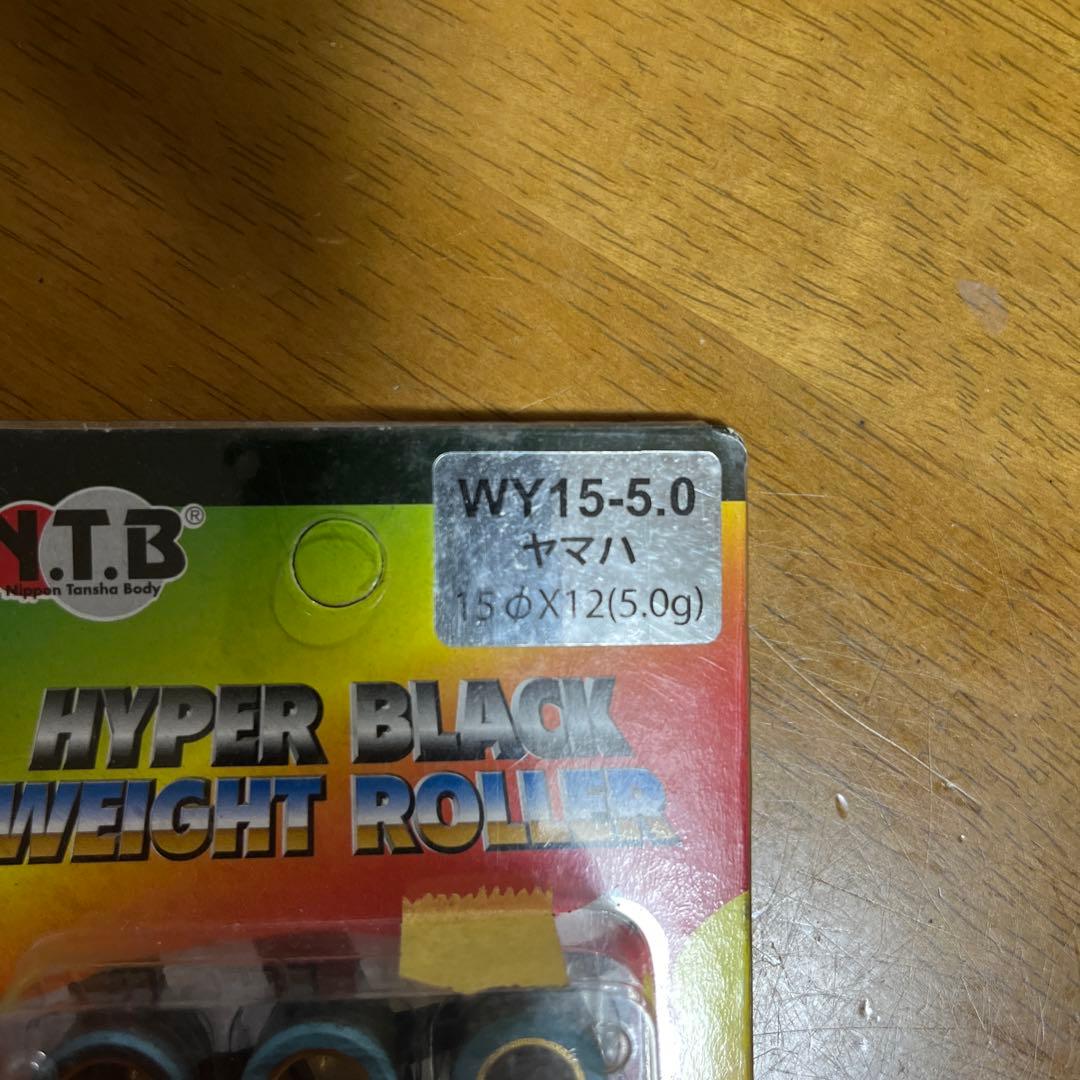 Y.T.B®
Nippon Tansha Body
WY15-5.0
ヤマハ
15φX12(5.0g)
HYPER BLACK
WEIGHT ROLLER